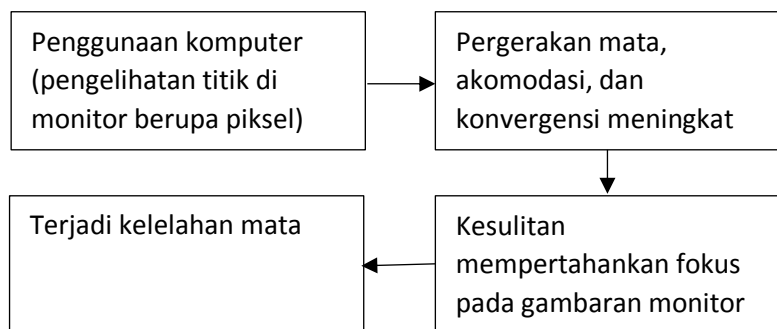 Penggunaan komputer
(pengelihatan titik di
monitor berupa piksel)
Pergerakan mata,
akomodasi, dan
konvergensi meningkat
Kesulitan
mempertahankan fokus
pada gambaran monitor
Terjadi kelelahan mata